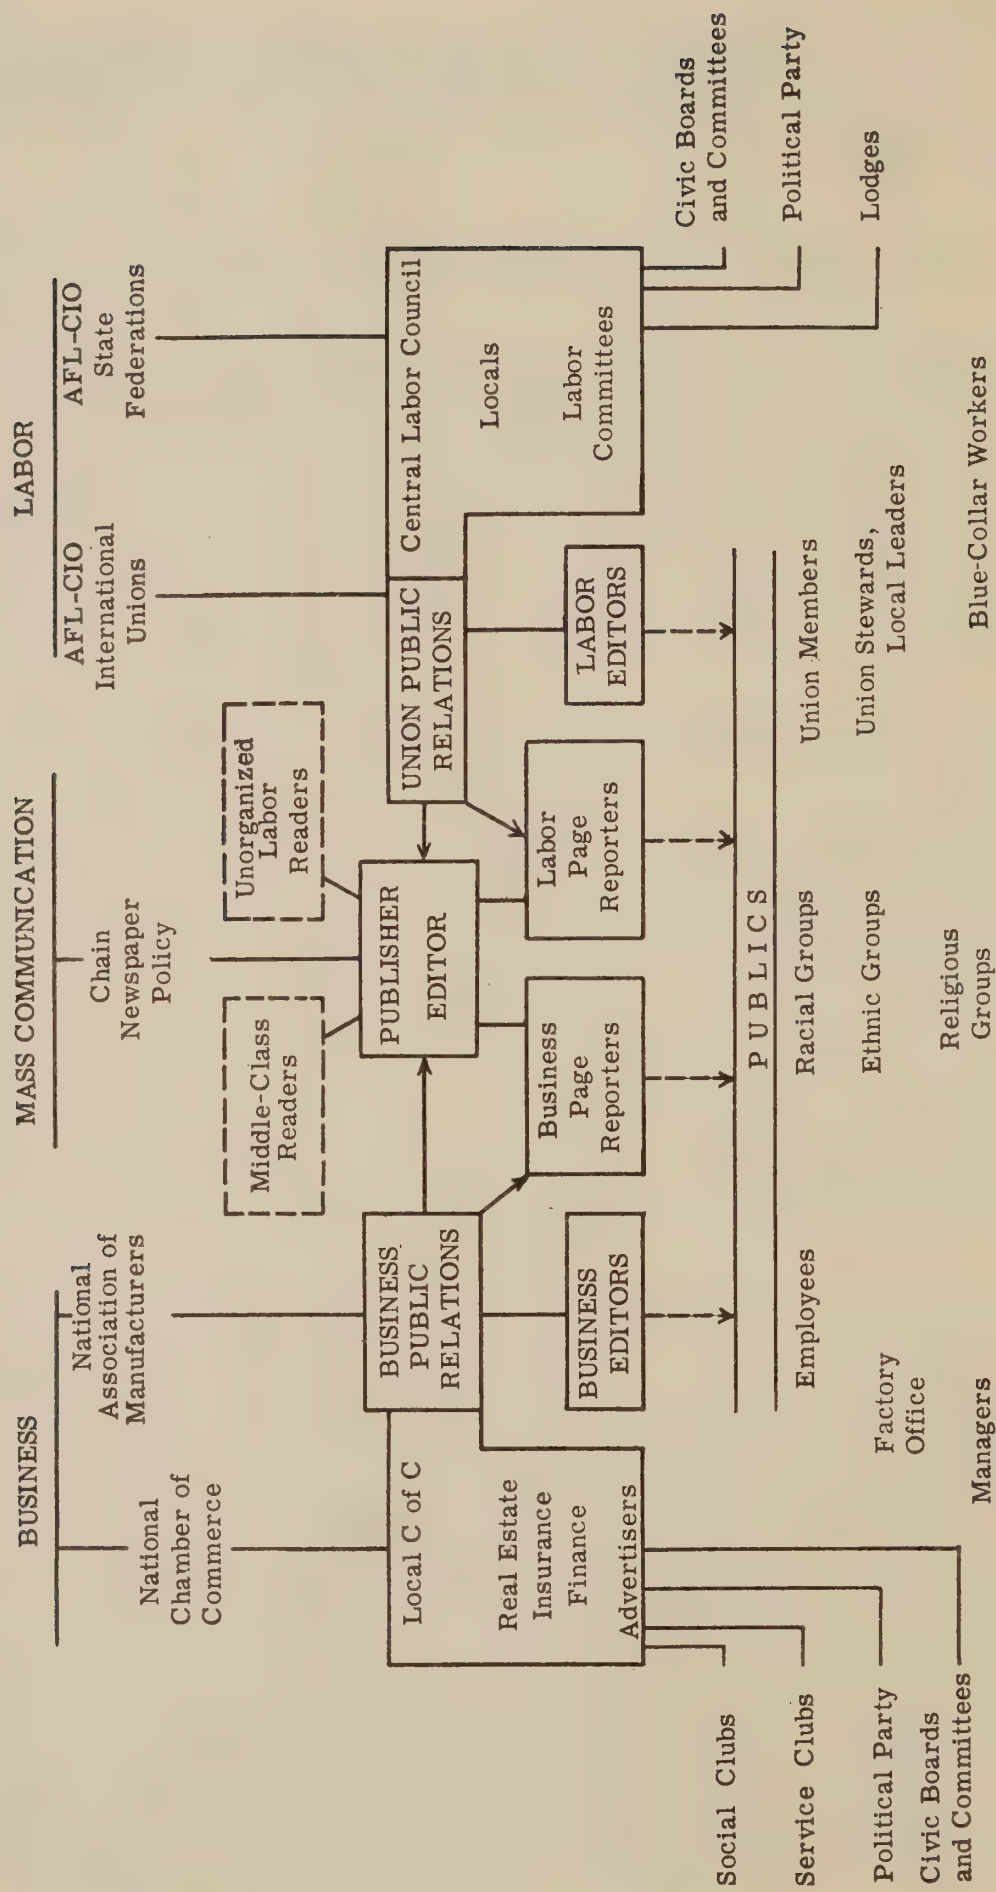 BUSINESS
MASS COMMUNICATION
LABOR
National
Chamber of
Commerce
National
Association of
Manufacturers
Chain
Newspaper
Policy
AFL-CIO
International
Unions
AFL-CIO
State
Federations
Middle-Class
Readers
Unorganized
Labor
Readers
Local C of C
Real Estate
Insurance
Finance
Advertisers
BUSINESS
PUBLIC
RELATIONS
PUBLISHER
EDITOR
UNION PUBLIC
RELATIONS
Central Labor Council
Locals
Labor
Committees
BUSINESS
EDITORS
Business
Page
Reporters
Labor
Page
Reporters
LABOR
EDITORS
Social Clubs
Service Clubs
Political Party
Civic Boards
and Committees
PUBLICS
Employees
Factory
Office
Managers
Racial Groups
Ethnic Groups
Religious
Groups
Union Members
Union Stewards,
Local Leaders
Blue-Collar Workers
Civic Boards
and Committees
Political Party
Lodges